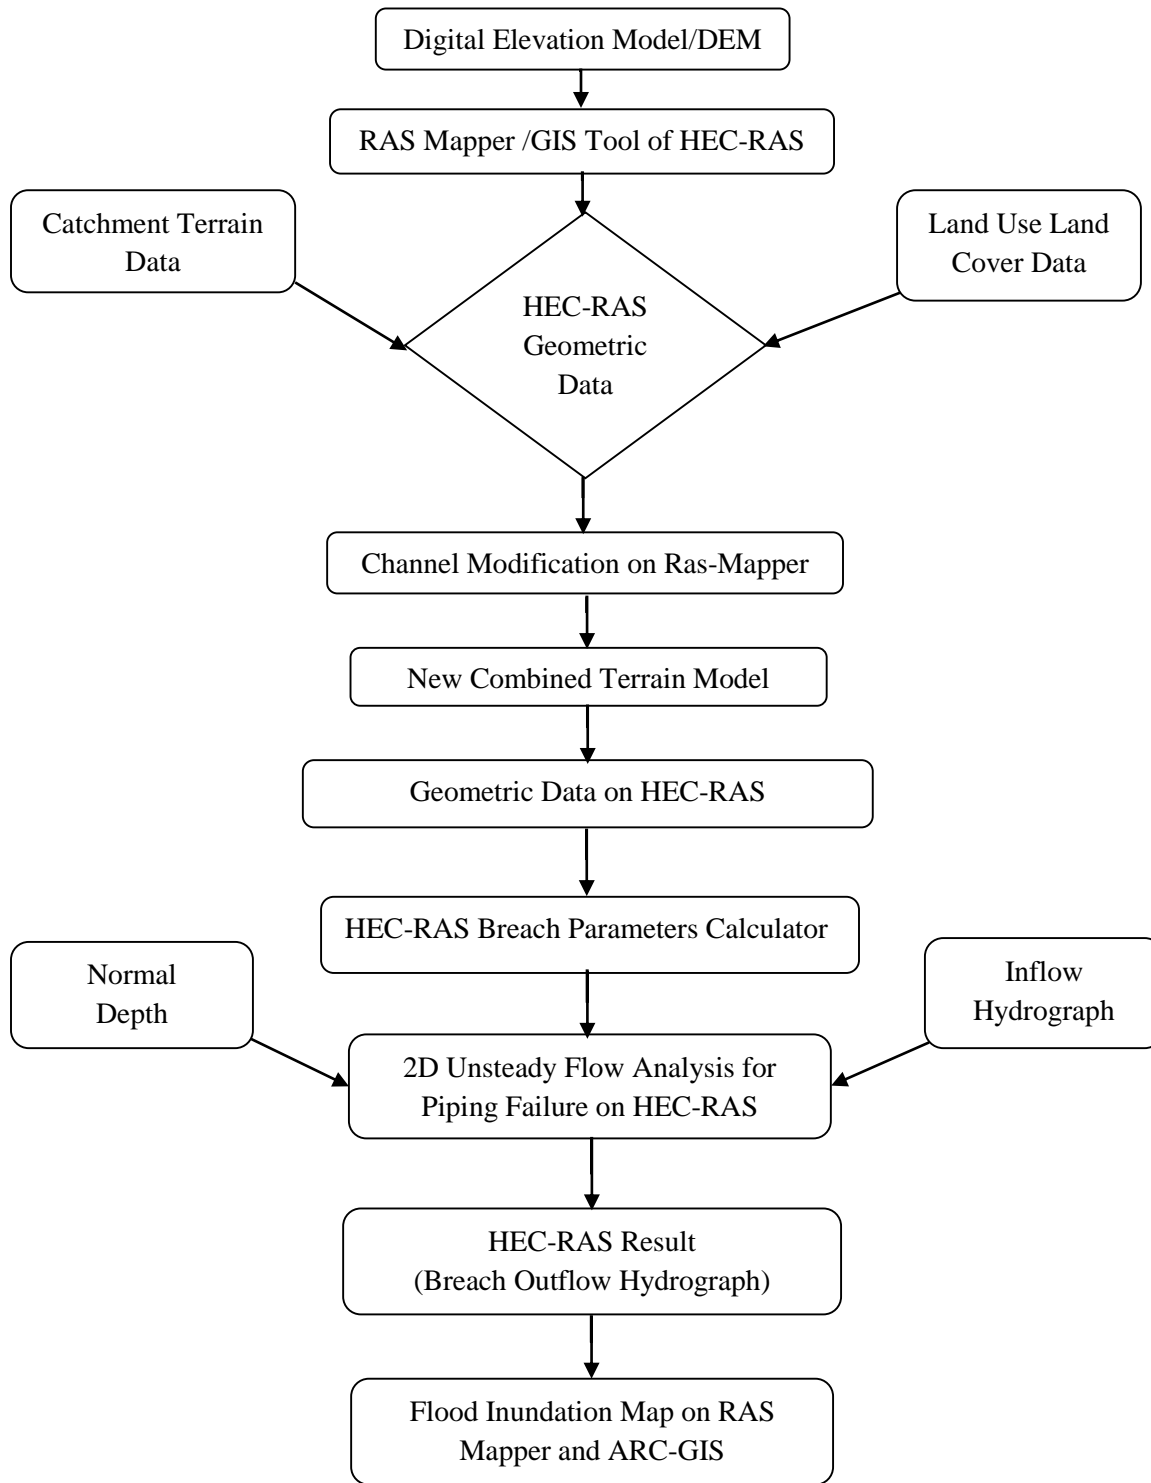 Digital Elevation Model/DEM
RAS Mapper /GIS Tool of HEC-RAS
Catchment Terrain
Data
Land Use Land
Cover Data
HEC-RAS
Geometric
Data
Channel Modification on Ras-Mapper
New Combined Terrain Model
Geometric Data on HEC-RAS
HEC-RAS Breach Parameters Calculator
Normal
Depth
Inflow
Hydrograph
2D Unsteady Flow Analysis for
Piping Failure on HEC-RAS
HEC-RAS Result
(Breach Outflow Hydrograph)
Flood Inundation Map on RAS
Mapper and ARC-GIS